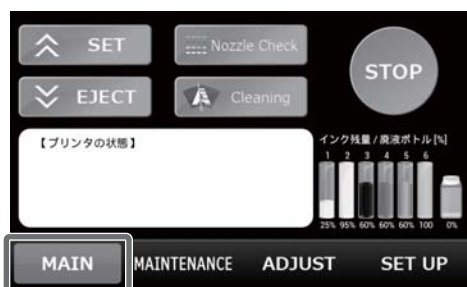 SET
Nozzle Check
STOP
EJECT
Cleaning
【プリンタの状態】
インク残量 / 廃液ボトル [%]
1 2 3 4 5 6
25% 95% 60% 60% 60% 100 0%
MAIN MAINTENANCE ADJUST SET UP